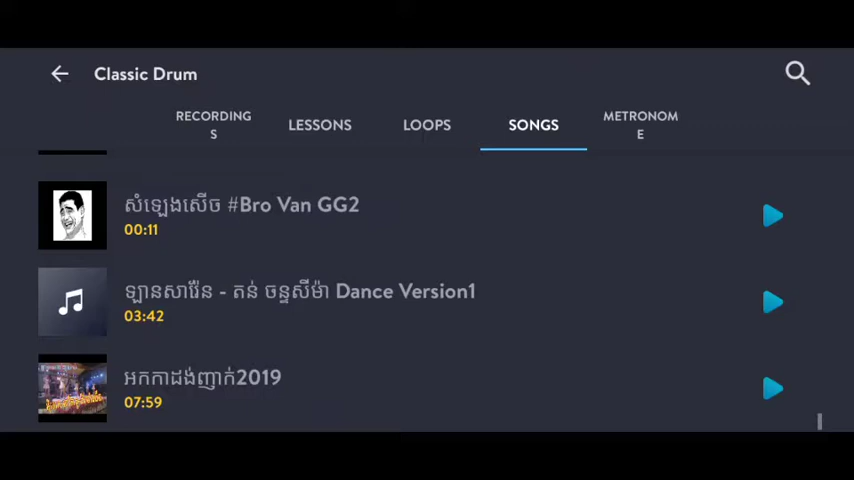 Classic Drum
RECORDING
S
LESSONS
LOOPS
SONGS
METRONOM
E
សំឡេងសើច #Bro Van GG2
00:11
ឡានសារ៉ែន - តន់ ចន្ទសីម៉ា Dance Version1
03:42
អកកាដង់ញាក់2019
07:59